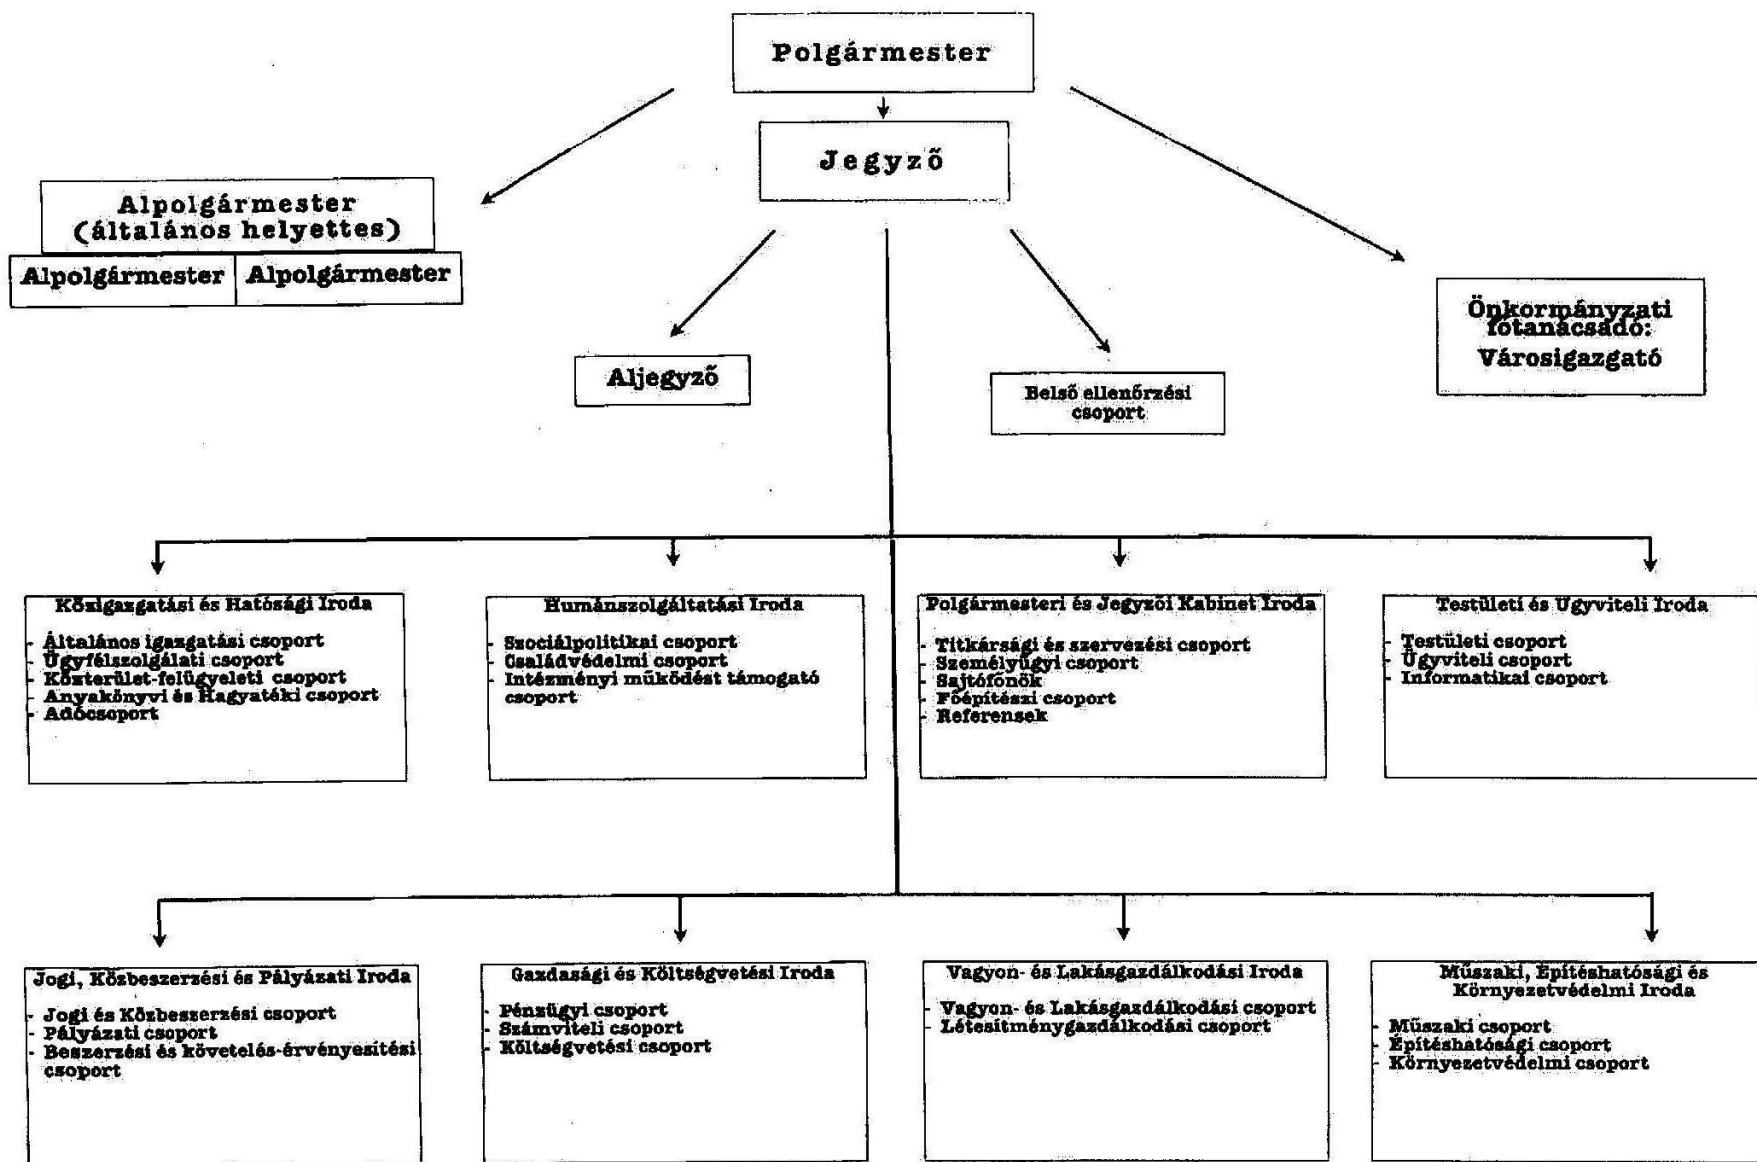 Polgármester
Jegyző
Alpolgármester
(általános helyettes)
Alpolgármester
Alpolgármester
Önkormányzati
főtanácsadó:
Városigazgató
Aljegyző
Belső ellenőrzési
csoport
Közigazgatási és Hatósági Iroda
- Általános igazgatási csoport
- Ügyfélszolgálati csoport
- Közterület-felügyeleti csoport
- Anyakönyvi és Hagyatéki csoport
- Adócsoport
Humánszolgáltatási Iroda
- Szociálpolitikai csoport
- Családvédelmi csoport
- Intézményi működést támogató
csoport
Polgármesteri és Jegyzői Kabinet Iroda
- Titkársági és szervezési csoport
- Személyügyi csoport
- Sajtófőnök
- Főépítészi csoport
- Referensek
Testületi és Ügyviteli Iroda
- Testületi csoport
- Ügyviteli csoport
- Informatikai csoport
Jogi, Közbeszerzési és Pályázati Iroda
- Jogi és Közbeszerzési csoport
- Pályázati csoport
- Beszerzési és követelés-érvényesítési
csoport
Gazdasági és Költségvetési Iroda
- Pénzügyi csoport
- Számviteli csoport
- Költségvetési csoport
Vagyon- és Lakásgazdálkodási Iroda
- Vagyon- és Lakásgazdálkodási csoport
- Létesítménygazdálkodási csoport
Műszaki, Építéshatósági és
Környezetvédelmi Iroda
- Műszaki csoport
- Építéshatósági csoport
- Környezetvédelmi csoport